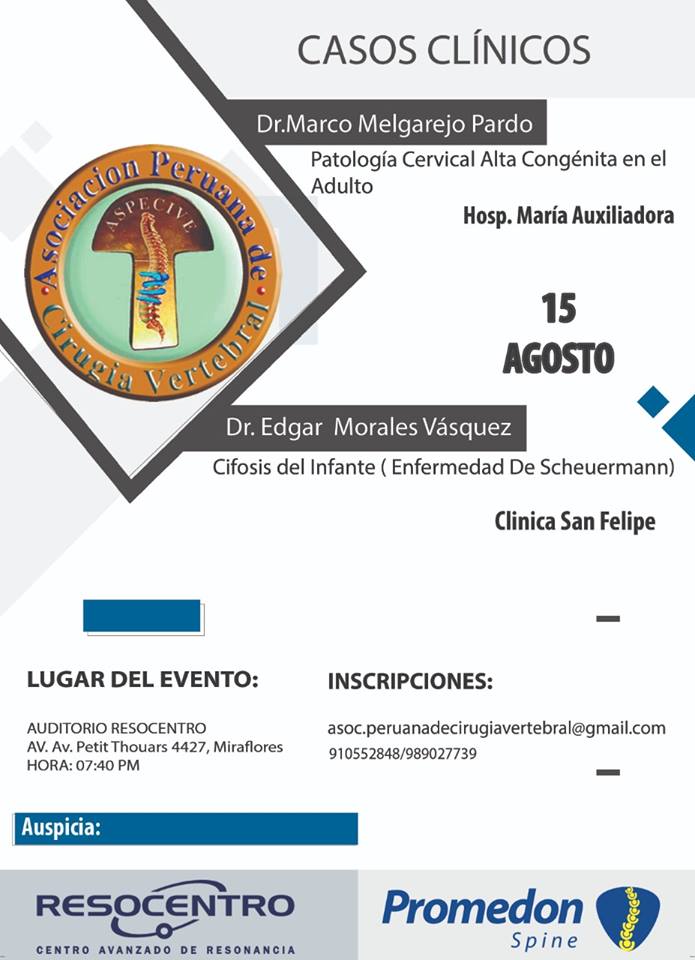 CASOS CLÍNICOS
Dr.Marco Melgarejo Pardo
Patología Cervical Alta Congénita en el
Adulto
Hosp. María Auxiliadora
Asociacion Peruana de
Cirugia Vertebral
ASPECIVE
15
AGOSTO
Dr. Edgar Morales Vásquez
Cifosis del Infante ( Enfermedad De Scheuermann)
Clinica San Felipe
LUGAR DEL EVENTO:
AUDITORIO RESOCENTRO
AV. Av. Petit Thouars 4427, Miraflores
HORA: 07:40 PM
INSCRIPCIONES:
asoc.peruanadecirugiavertebral@gmail.com
910552848/989027739
Auspicia:
RESOCENTRO
CENTRO AVANZADO DE RESONANCIA
Promedon
Spine